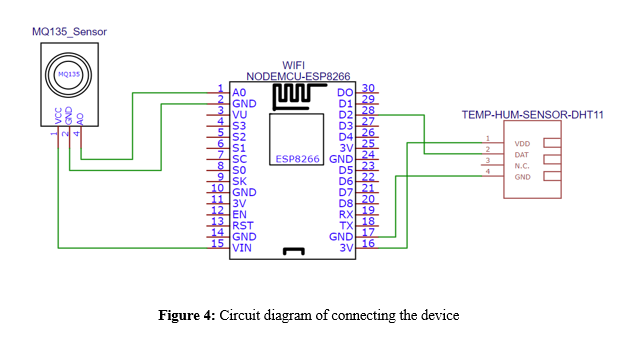 MQ135_Sensor
MQ135
VCC
GND
AO
1
2
4
WIFI
NODEMCU-ESP8266
ESP8266
1 A0
2 GND
3 VU
4 S3
5 S2
6 S1
7 SC
8 S0
9 SK
10 GND
11 3V
12 EN
13 RST
14 GND
15 VIN
DO 30
D1 29
D2 28
D3 27
D4 26
3V 25
GND 24
D5 23
D6 22
D7 21
D8 20
RX 19
TX 18
GND 17
3V 16
TEMP-HUM-SENSOR-DHT11
1 VDD
2 DAT
3 N.C.
4 GND
Figure 4: Circuit diagram of connecting the device